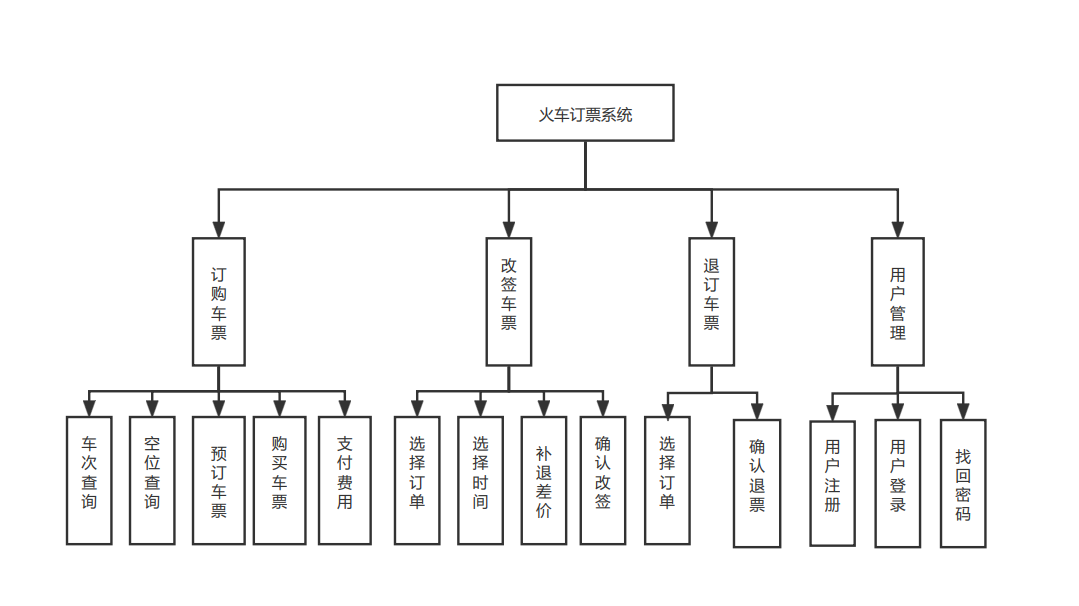 火车订票系统
订购车票
改签车票
退订车票
用户管理
车次查询
空位查询
预订车票
购买车票
支付费用
选择订单
选择时间
补退差价
确认改签
选择订单
确认退票
用户注册
用户登录
找回密码